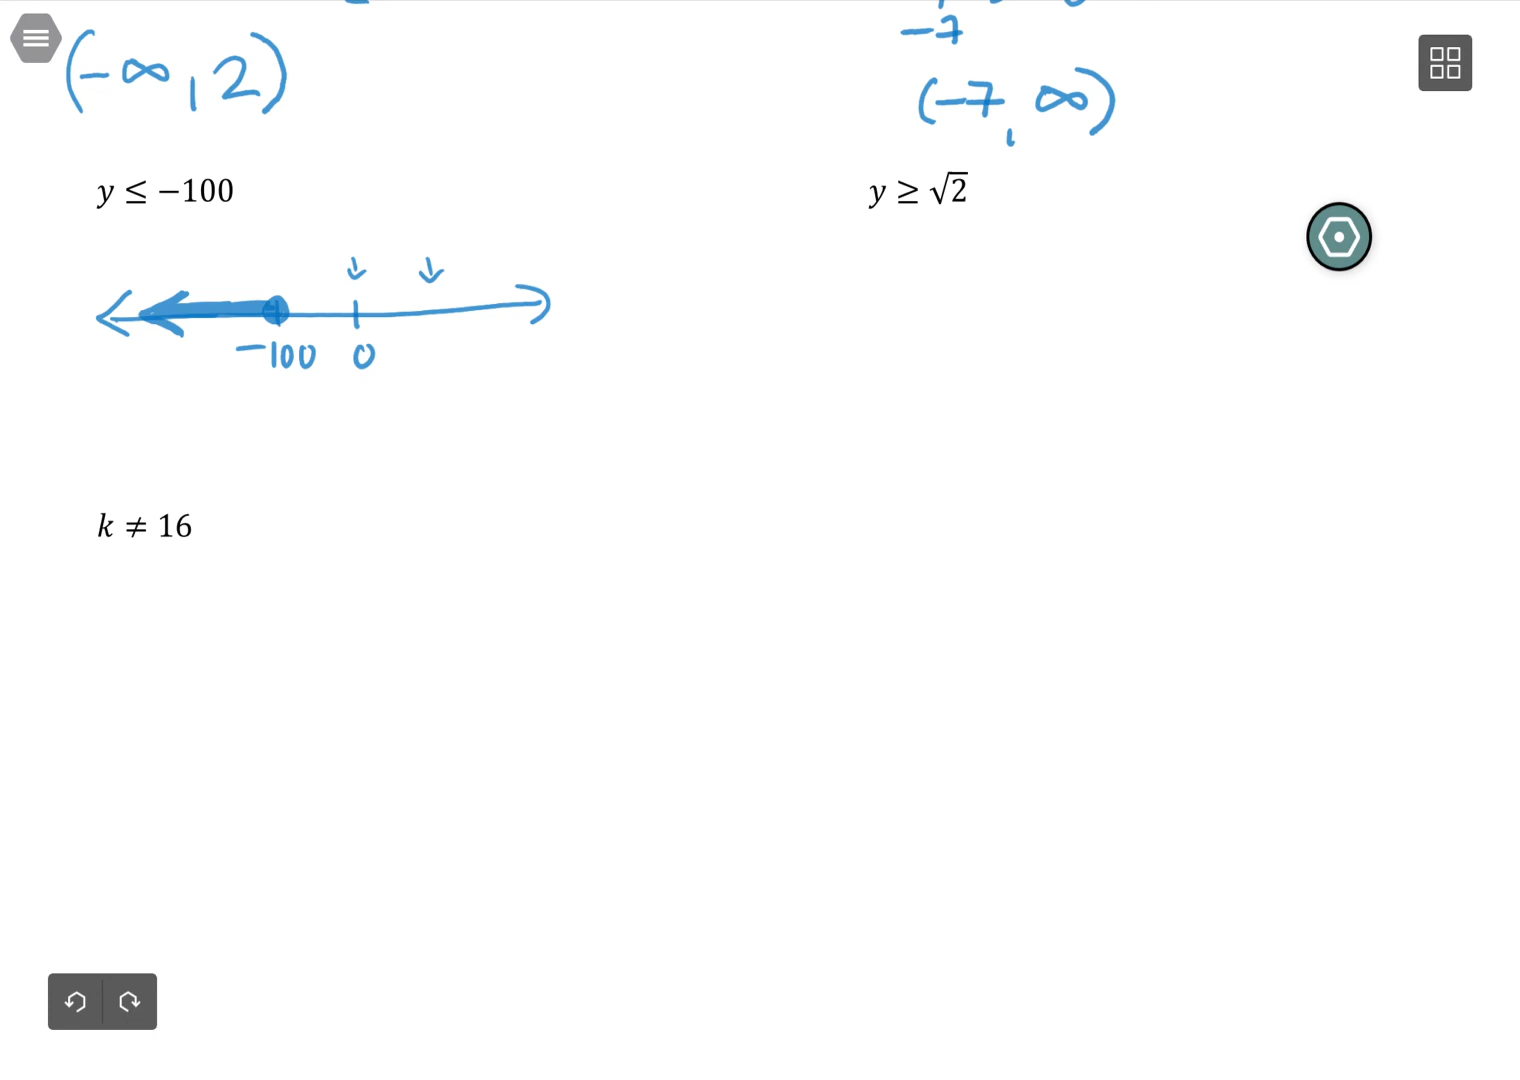 -7
(-∞, 2)
(-7, ∞)
y ≤ −100
y ≥ √2
-100 0
k ≠ 16